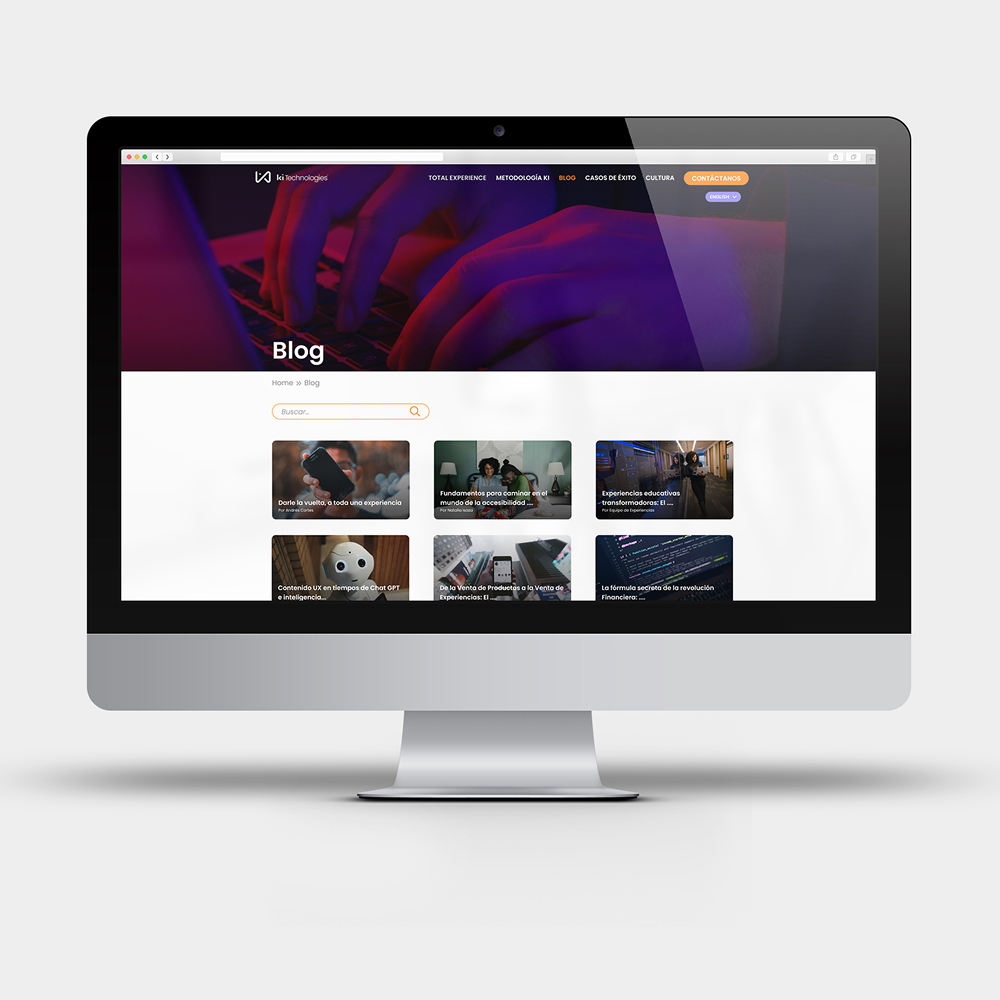 ki Technologies
TOTAL EXPERIENCE METODOLOGÍA KI BLOG CASOS DE ÉXITO CULTURA CONTÁCTANOS
ENGLISH
Blog
Home » Blog
Buscar...
Darle la vuelta, a toda una experiencia
Por Andrés Cortés
Fundamentos para caminar en el
mundo de la accesibilidad ....
Por Natalia Isaza
Experiencias educativas
transformadoras: El ....
Por Equipo de Experiencias
Contenido UX en tiempos de Chat GPT
e inteligencia...
De la Venta de Productos a la Venta de
Experiencias: El ....
La fórmula secreta de la revolución
Financiera: ....